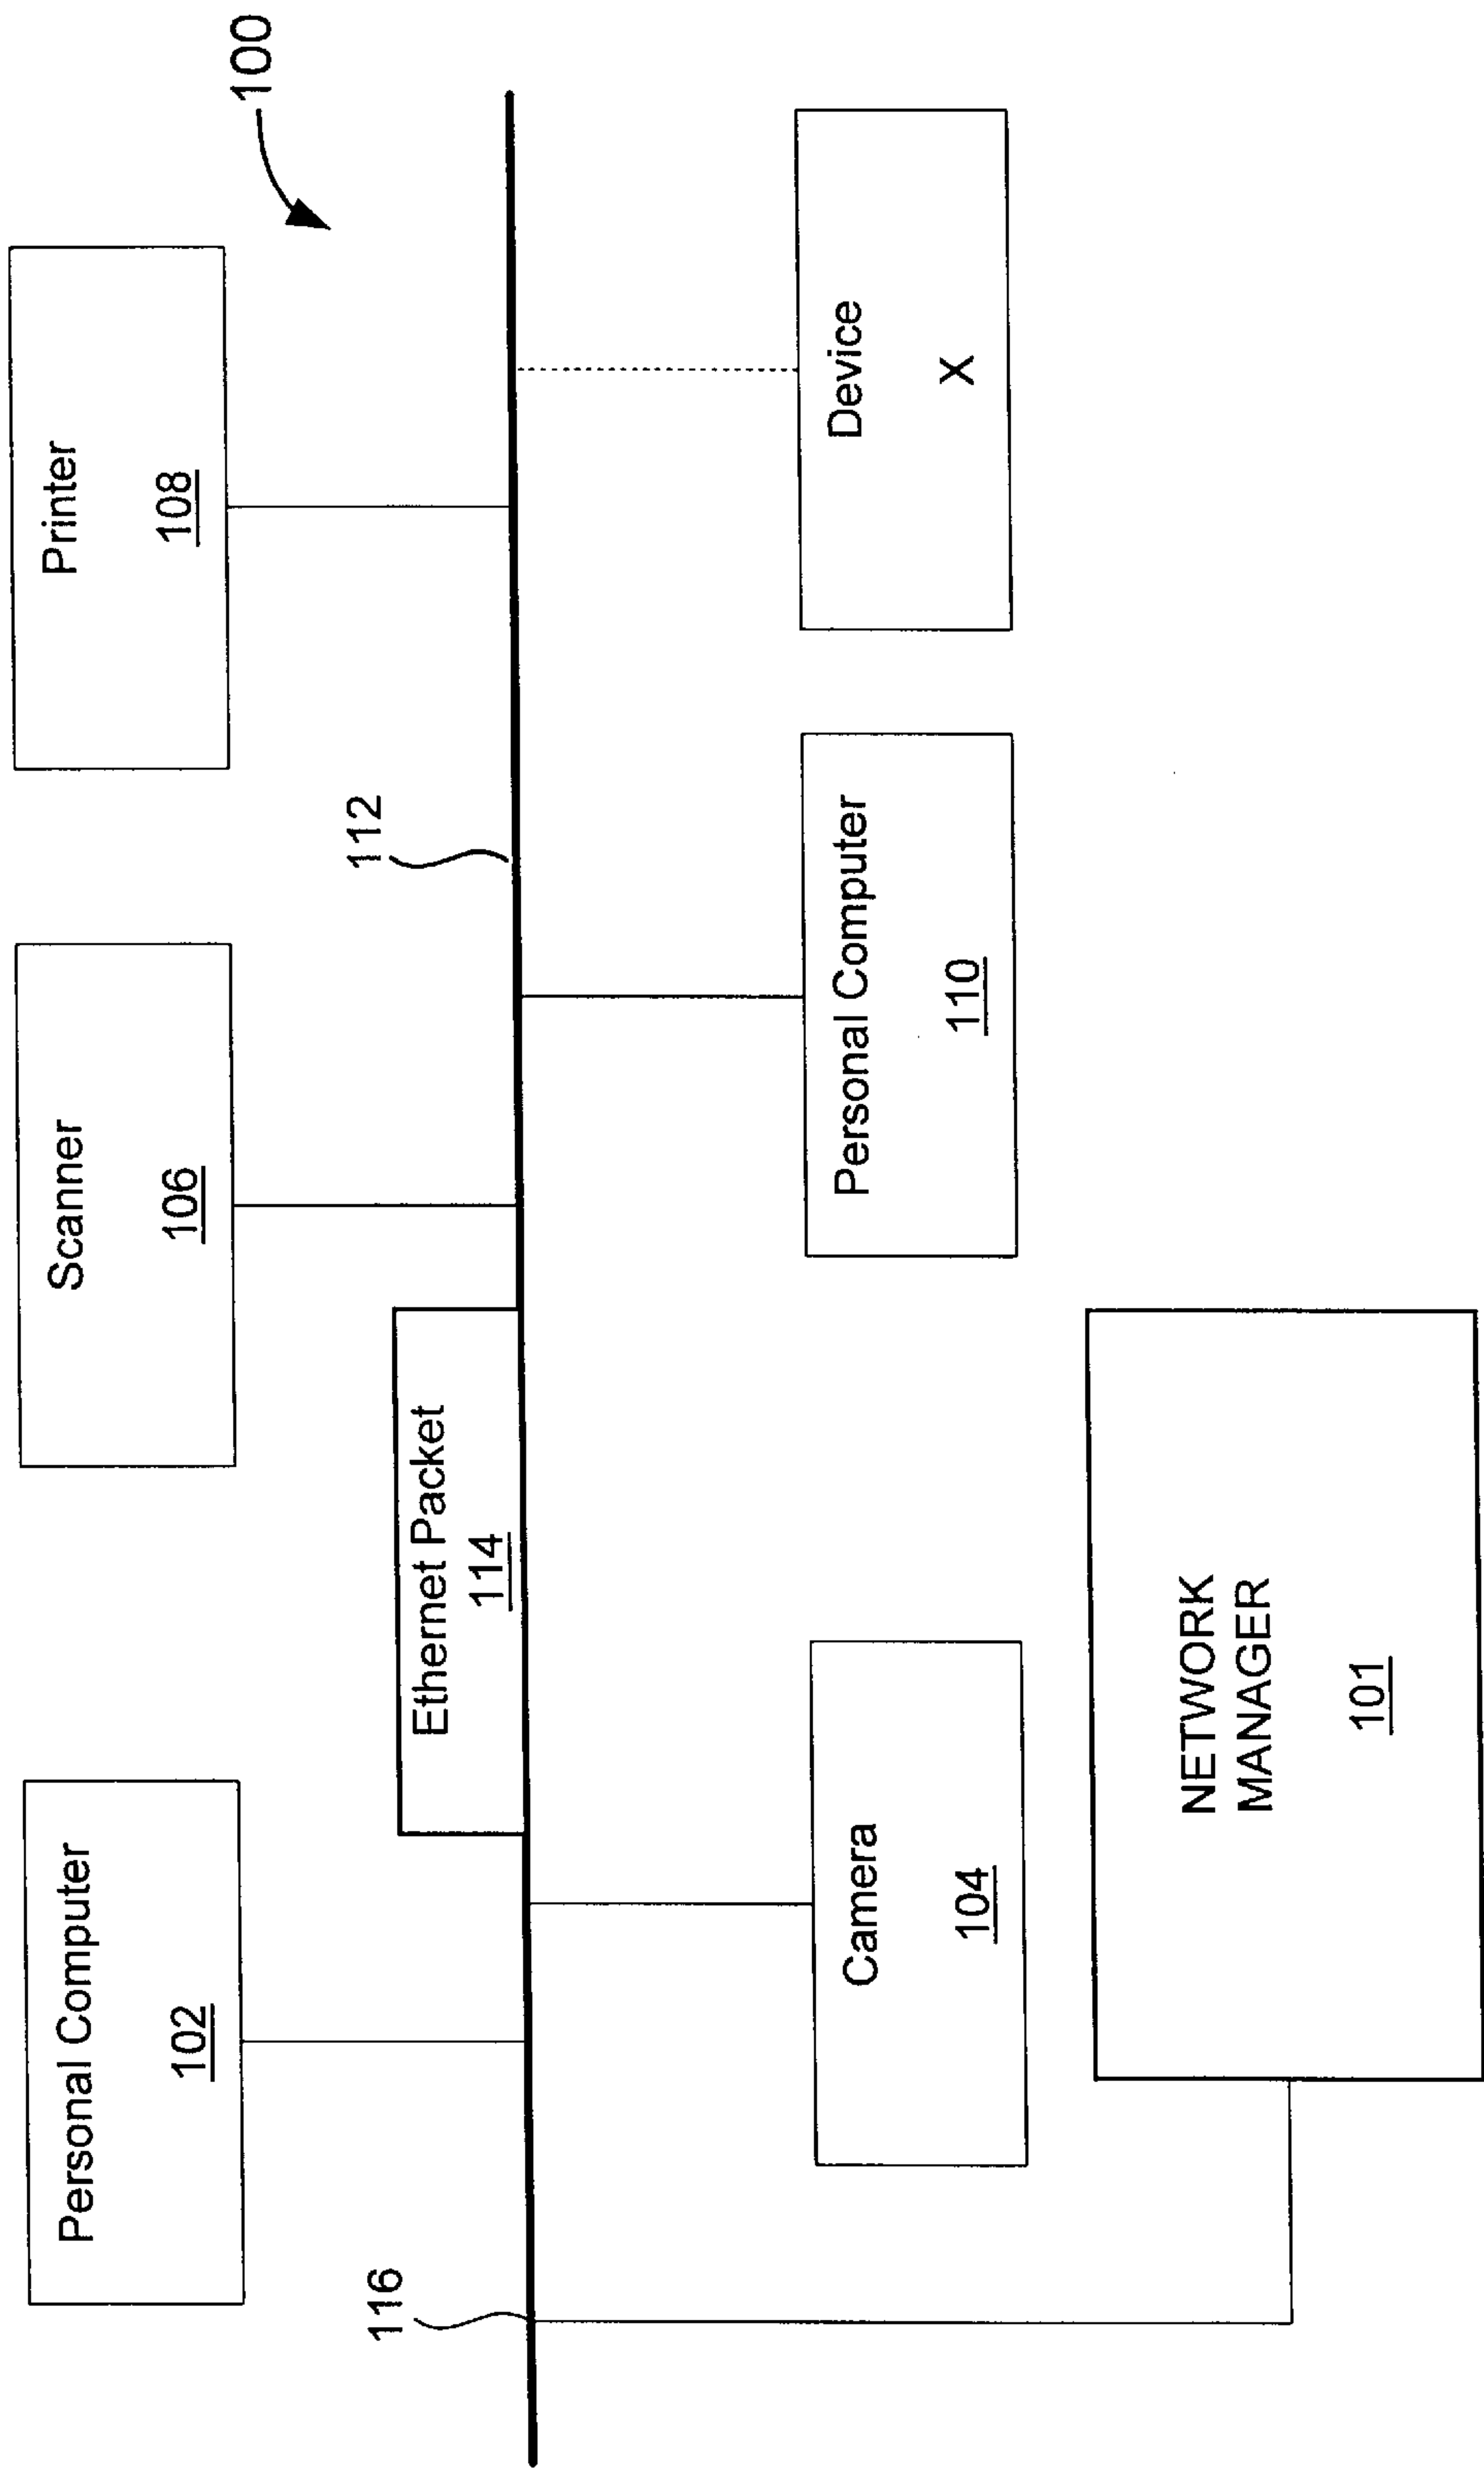 100
Personal Computer
102
Scanner
106
Printer
108
116
Ethernet Packet
114
112
Camera
104
Personal Computer
110
Device
X
NETWORK
MANAGER
101